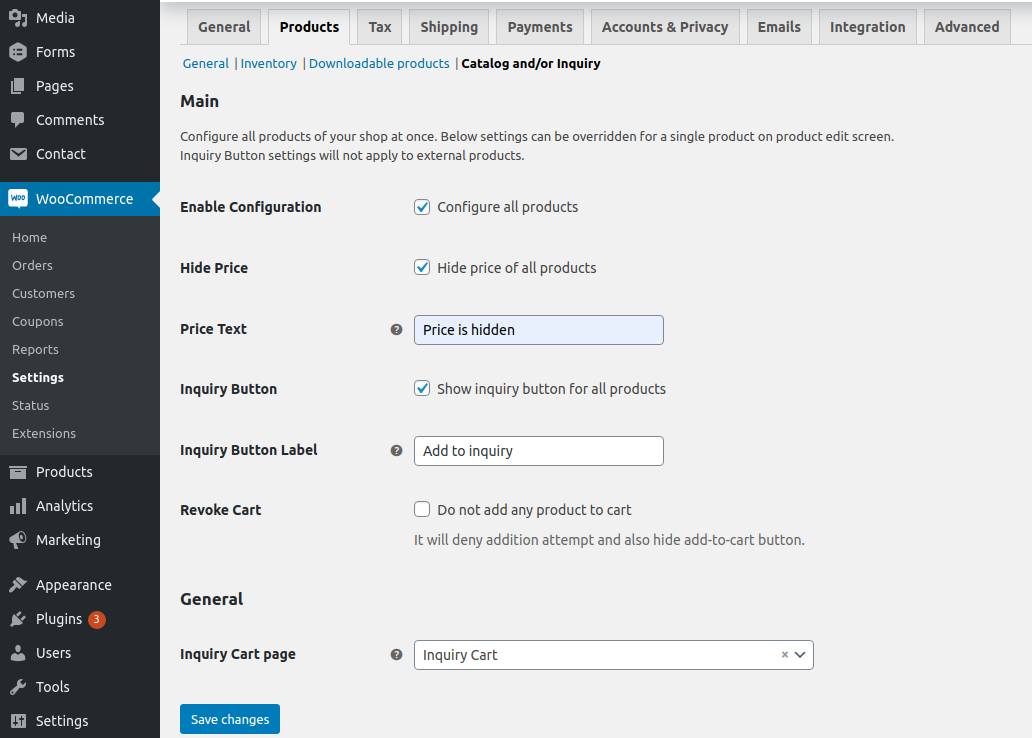 Media
Forms
Pages
Comments
Contact
WOO WooCommerce
Home
Orders
Customers
Coupons
Reports
Settings
Status
Extensions
Products
Analytics
Marketing
Appearance
Plugins 3
Users
Tools
Settings
General Products Tax Shipping Payments Accounts & Privacy Emails Integration Advanced
General | Inventory | Downloadable products | Catalog and/or Inquiry
Main
Configure all products of your shop at once. Below settings can be overridden for a single product on product edit screen.
Inquiry Button settings will not apply to external products.
Enable Configuration Configure all products
Hide Price Hide price of all products
Price Text ? Price is hidden
Inquiry Button Show inquiry button for all products
Inquiry Button Label ? Add to inquiry
Revoke Cart Do not add any product to cart
It will deny addition attempt and also hide add-to-cart button.
General
Inquiry Cart page ? Inquiry Cart ×
Save changes